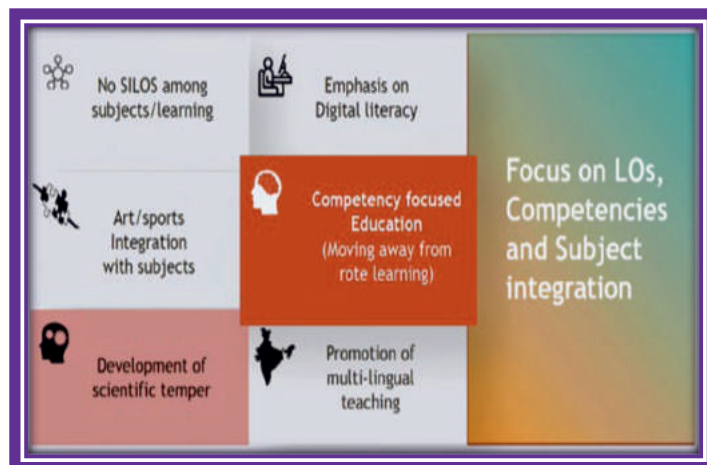 No SILOS among
subjects/learning
Emphasis on
Digital literacy
Art/sports
Integration
with subjects
Competency focused
Education
(Moving away from
rote learning)
Development of
scientific temper
Promotion of
multi-lingual
teaching
Focus on LOs,
Competencies
and Subject
integration